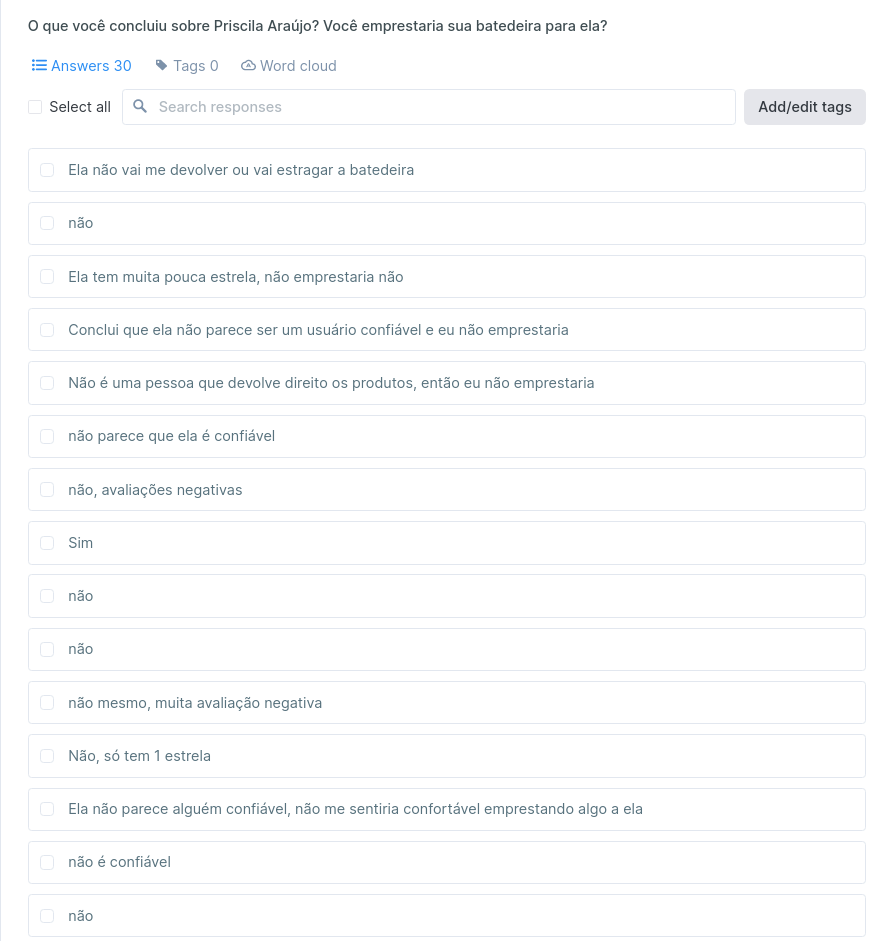 O que você concluiu sobre Priscila Araújo? Você emprestaria sua batedeira para ela?
Answers 30 Tags 0 Word cloud
Select all Search responses Add/edit tags
Ela não vai me devolver ou vai estragar a batedeira
não
Ela tem muita pouca estrela, não emprestaria não
Conclui que ela não parece ser um usuário confiável e eu não emprestaria
Não é uma pessoa que devolve direito os produtos, então eu não emprestaria
não parece que ela é confiável
não, avaliações negativas
Sim
não
não
não mesmo, muita avaliação negativa
Não, só tem 1 estrela
Ela não parece alguém confiável, não me sentiria confortável emprestando algo a ela
não é confiável
não